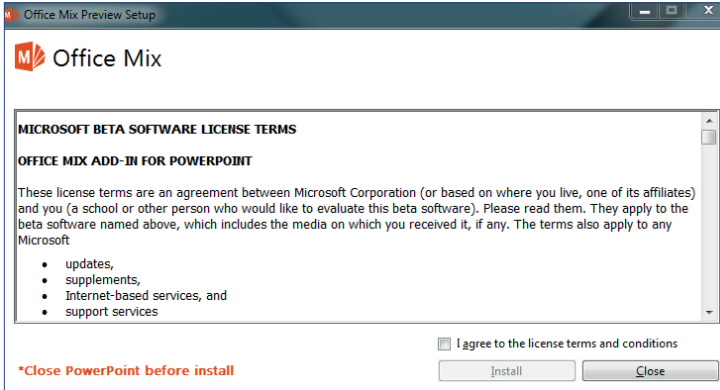 Office Mix Preview Setup
Office Mix
MICROSOFT BETA SOFTWARE LICENSE TERMS
OFFICE MIX ADD-IN FOR POWERPOINT
These license terms are an agreement between Microsoft Corporation (or based on where you live, one of its affiliates)
and you (a school or other person who would like to evaluate this beta software). Please read them. They apply to the
beta software named above, which includes the media on which you received it, if any. The terms also apply to any
Microsoft
• updates,
• supplements,
• Internet-based services, and
• support services
I agree to the license terms and conditions
*Close PowerPoint before install
Install
Close